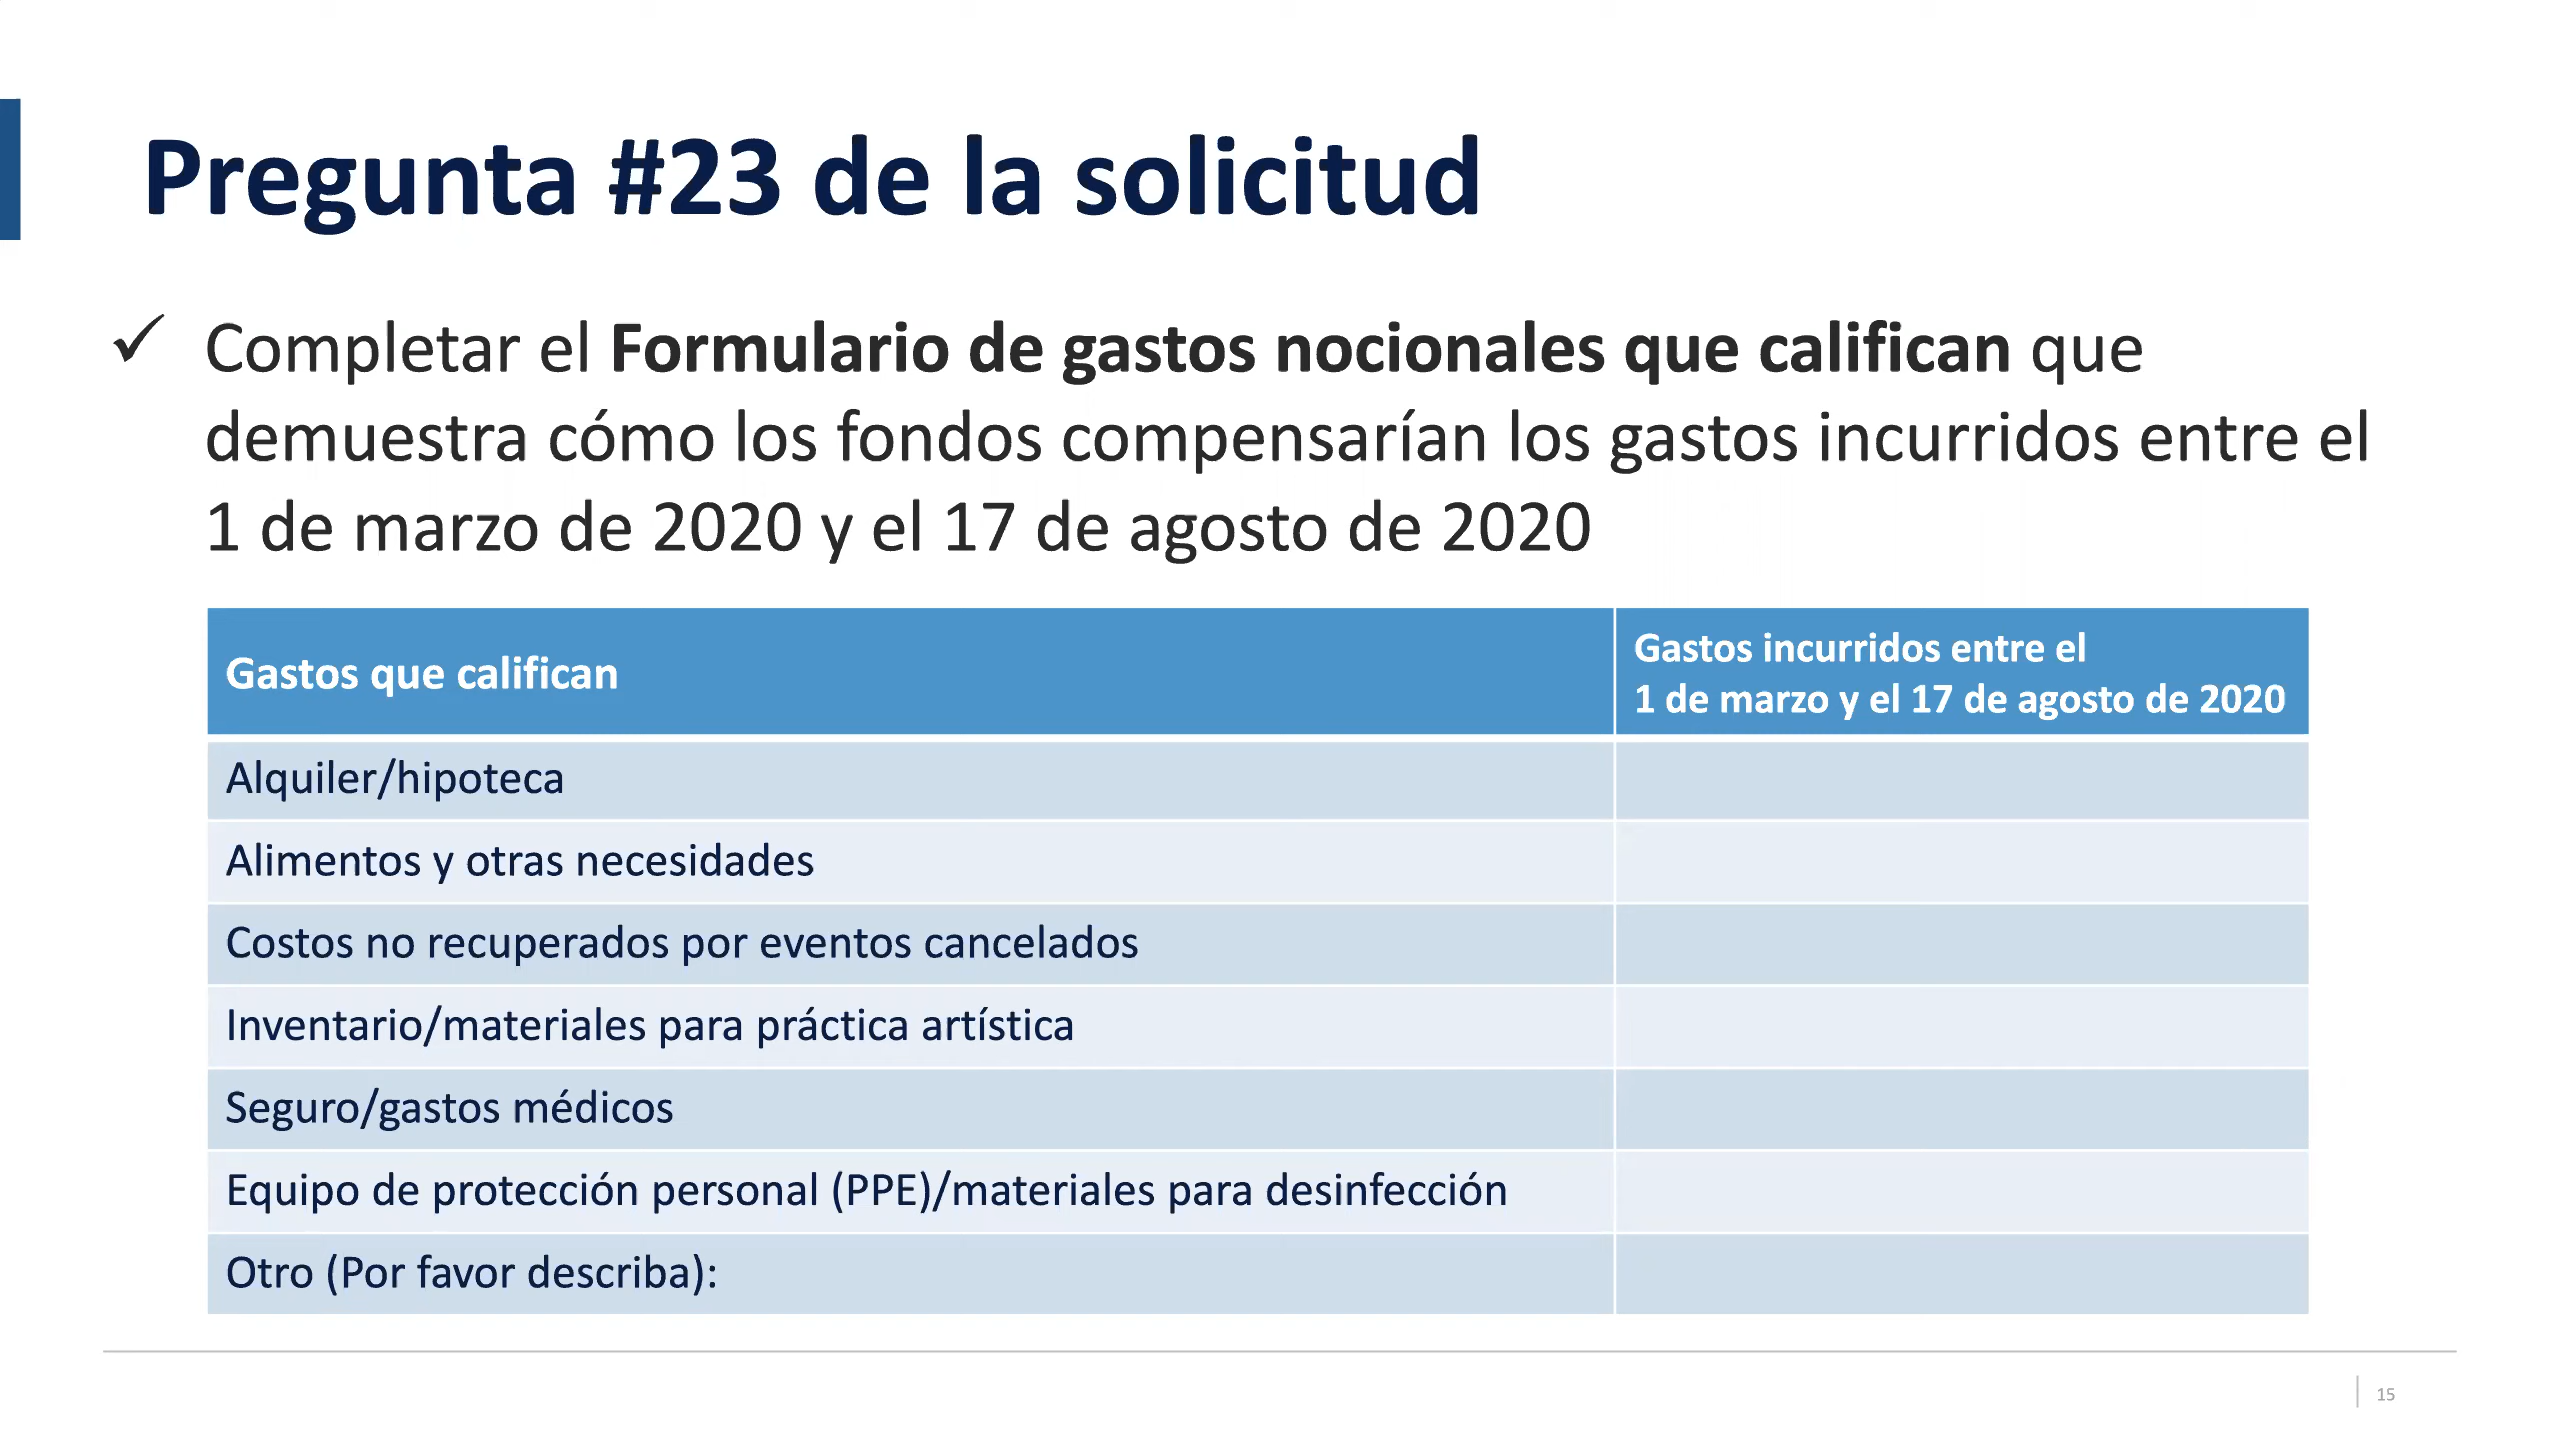 Pregunta #23 de la solicitud
✓ Completar el Formulario de gastos nocionales que califican que
demuestra cómo los fondos compensarían los gastos incurridos entre el
1 de marzo de 2020 y el 17 de agosto de 2020
Gastos que califican
Gastos incurridos entre el
1 de marzo y el 17 de agosto de 2020
Alquiler/hipoteca
Alimentos y otras necesidades
Costos no recuperados por eventos cancelados
Inventario/materiales para práctica artística
Seguro/gastos médicos
Equipo de protección personal (PPE)/materiales para desinfección
Otro (Por favor describa):
15